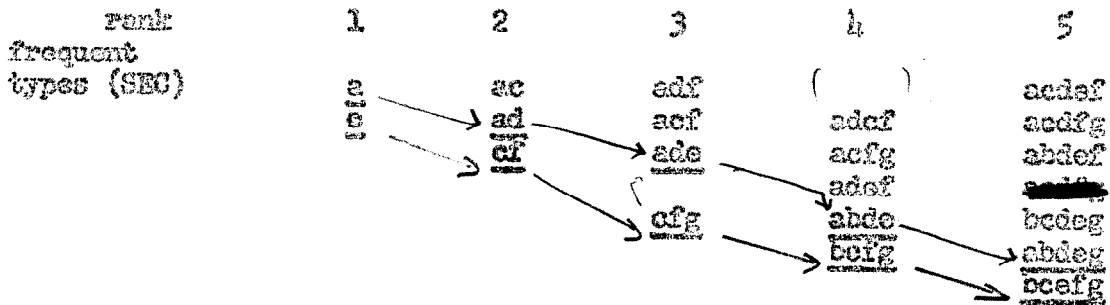 rank 1 2 3 4 5
frequent
types (SEC) a ac adf ( ) acdef
c ad acf adcf acdfg
cf ade acfg abdef
adef
cfg abde bcdeg
bcfg abdeg
bcefg